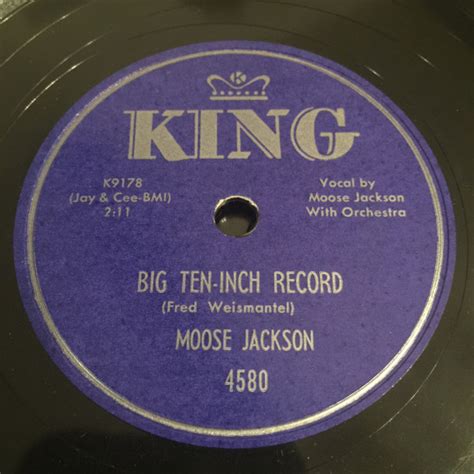 K
KING
K9178
(Jay & Cee-BMI)
2:11
Vocal by
Moose Jackson
With Orchestra
BIG TEN-INCH RECORD
(Fred Weismantel)
MOOSE JACKSON
4580